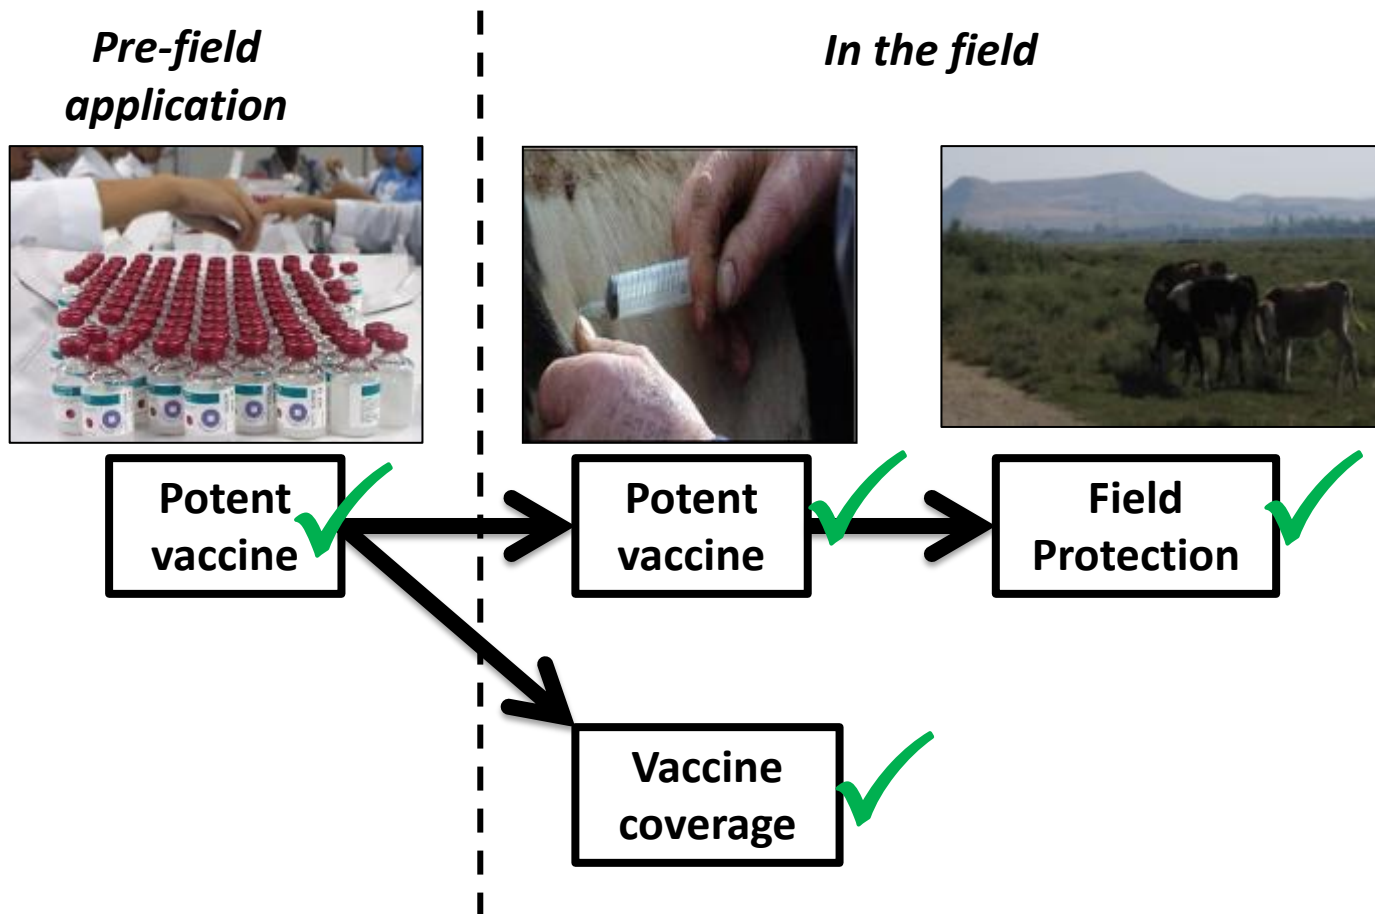 Pre-field
application
In the field
Potent
vaccine
Potent
vaccine
Field
Protection
Vaccine
coverage